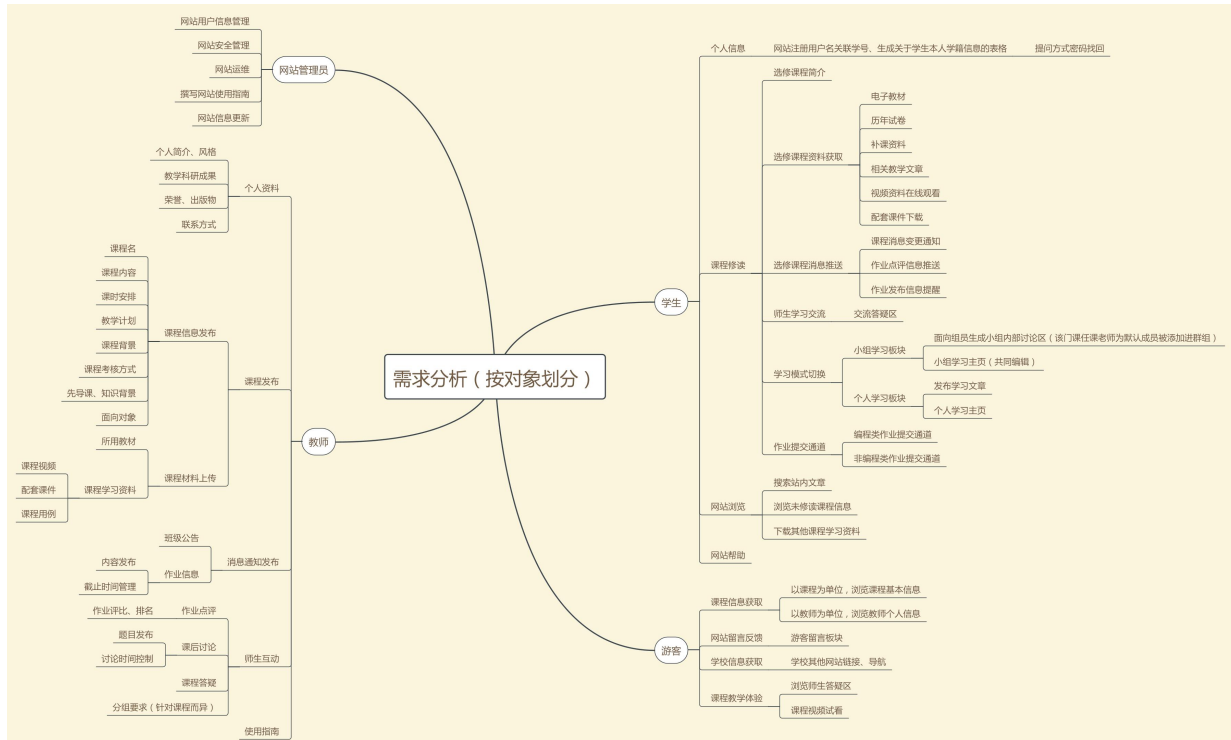 需求分析（按对象划分）
网站管理员
网站用户信息管理
网站安全管理
网站运维
撰写网站使用指南
网站信息更新
教师
个人资料
个人简介、风格
教学科研成果
荣誉、出版物
联系方式
课程发布
课程信息发布
课程名
课程内容
课时安排
教学计划
课程背景
课程考核方式
先导课、知识背景
面向对象
课程材料上传
所用教材
课程学习资料
课程视频
配套课件
课程用例
消息通知发布
班级公告
作业信息
内容发布
截止时间管理
师生互动
作业点评
作业评比、排名
课后讨论
题目发布
讨论时间控制
课程答疑
分组要求（针对课程而异）
使用指南
学生
个人信息
网站注册用户名关联学号、生成关于学生本人学籍信息的表格
提问方式密码找回
课程修读
选修课程简介
选修课程资料获取
电子教材
历年试卷
补课资料
相关教学文章
视频资料在线观看
配套课件下载
选修课程消息推送
课程消息变更通知
作业点评信息推送
作业发布信息提醒
师生学习交流
交流答疑区
学习模式切换
小组学习板块
面向组员生成小组内部讨论区（该门课任课老师为默认成员被添加进群组）
小组学习主页（共同编辑）
个人学习板块
发布学习文章
个人学习主页
作业提交通道
编程类作业提交通道
非编程类作业提交通道
网站浏览
搜索站内文章
浏览未修读课程信息
下载其他课程学习资料
网站帮助
游客
课程信息获取
以课程为单位，浏览课程基本信息
以教师为单位，浏览教师个人信息
网站留言反馈
游客留言板块
学校信息获取
学校其他网站链接、导航
课程教学体验
浏览师生答疑区
课程视频试看